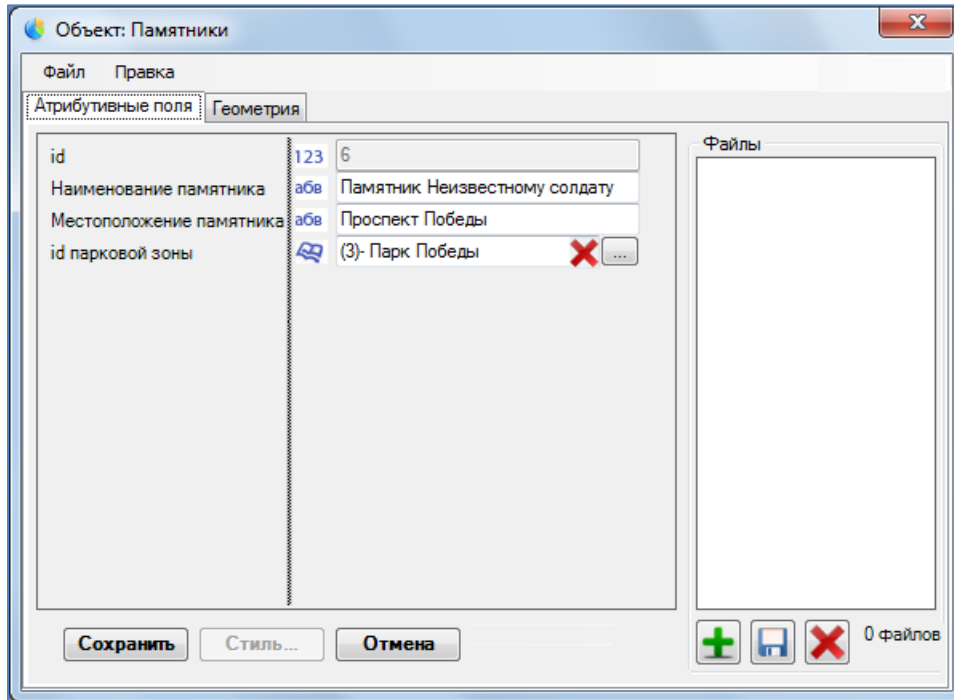 Объект: Памятники
Файл Правка
Атрибутивные поля Геометрия
id 123 6
Наименование памятника абв Памятник Неизвестному солдату
Местоположение памятника абв Проспект Победы
id парковой зоны (3)- Парк Победы ...
Файлы
0 файлов
Сохранить Стиль... Отмена